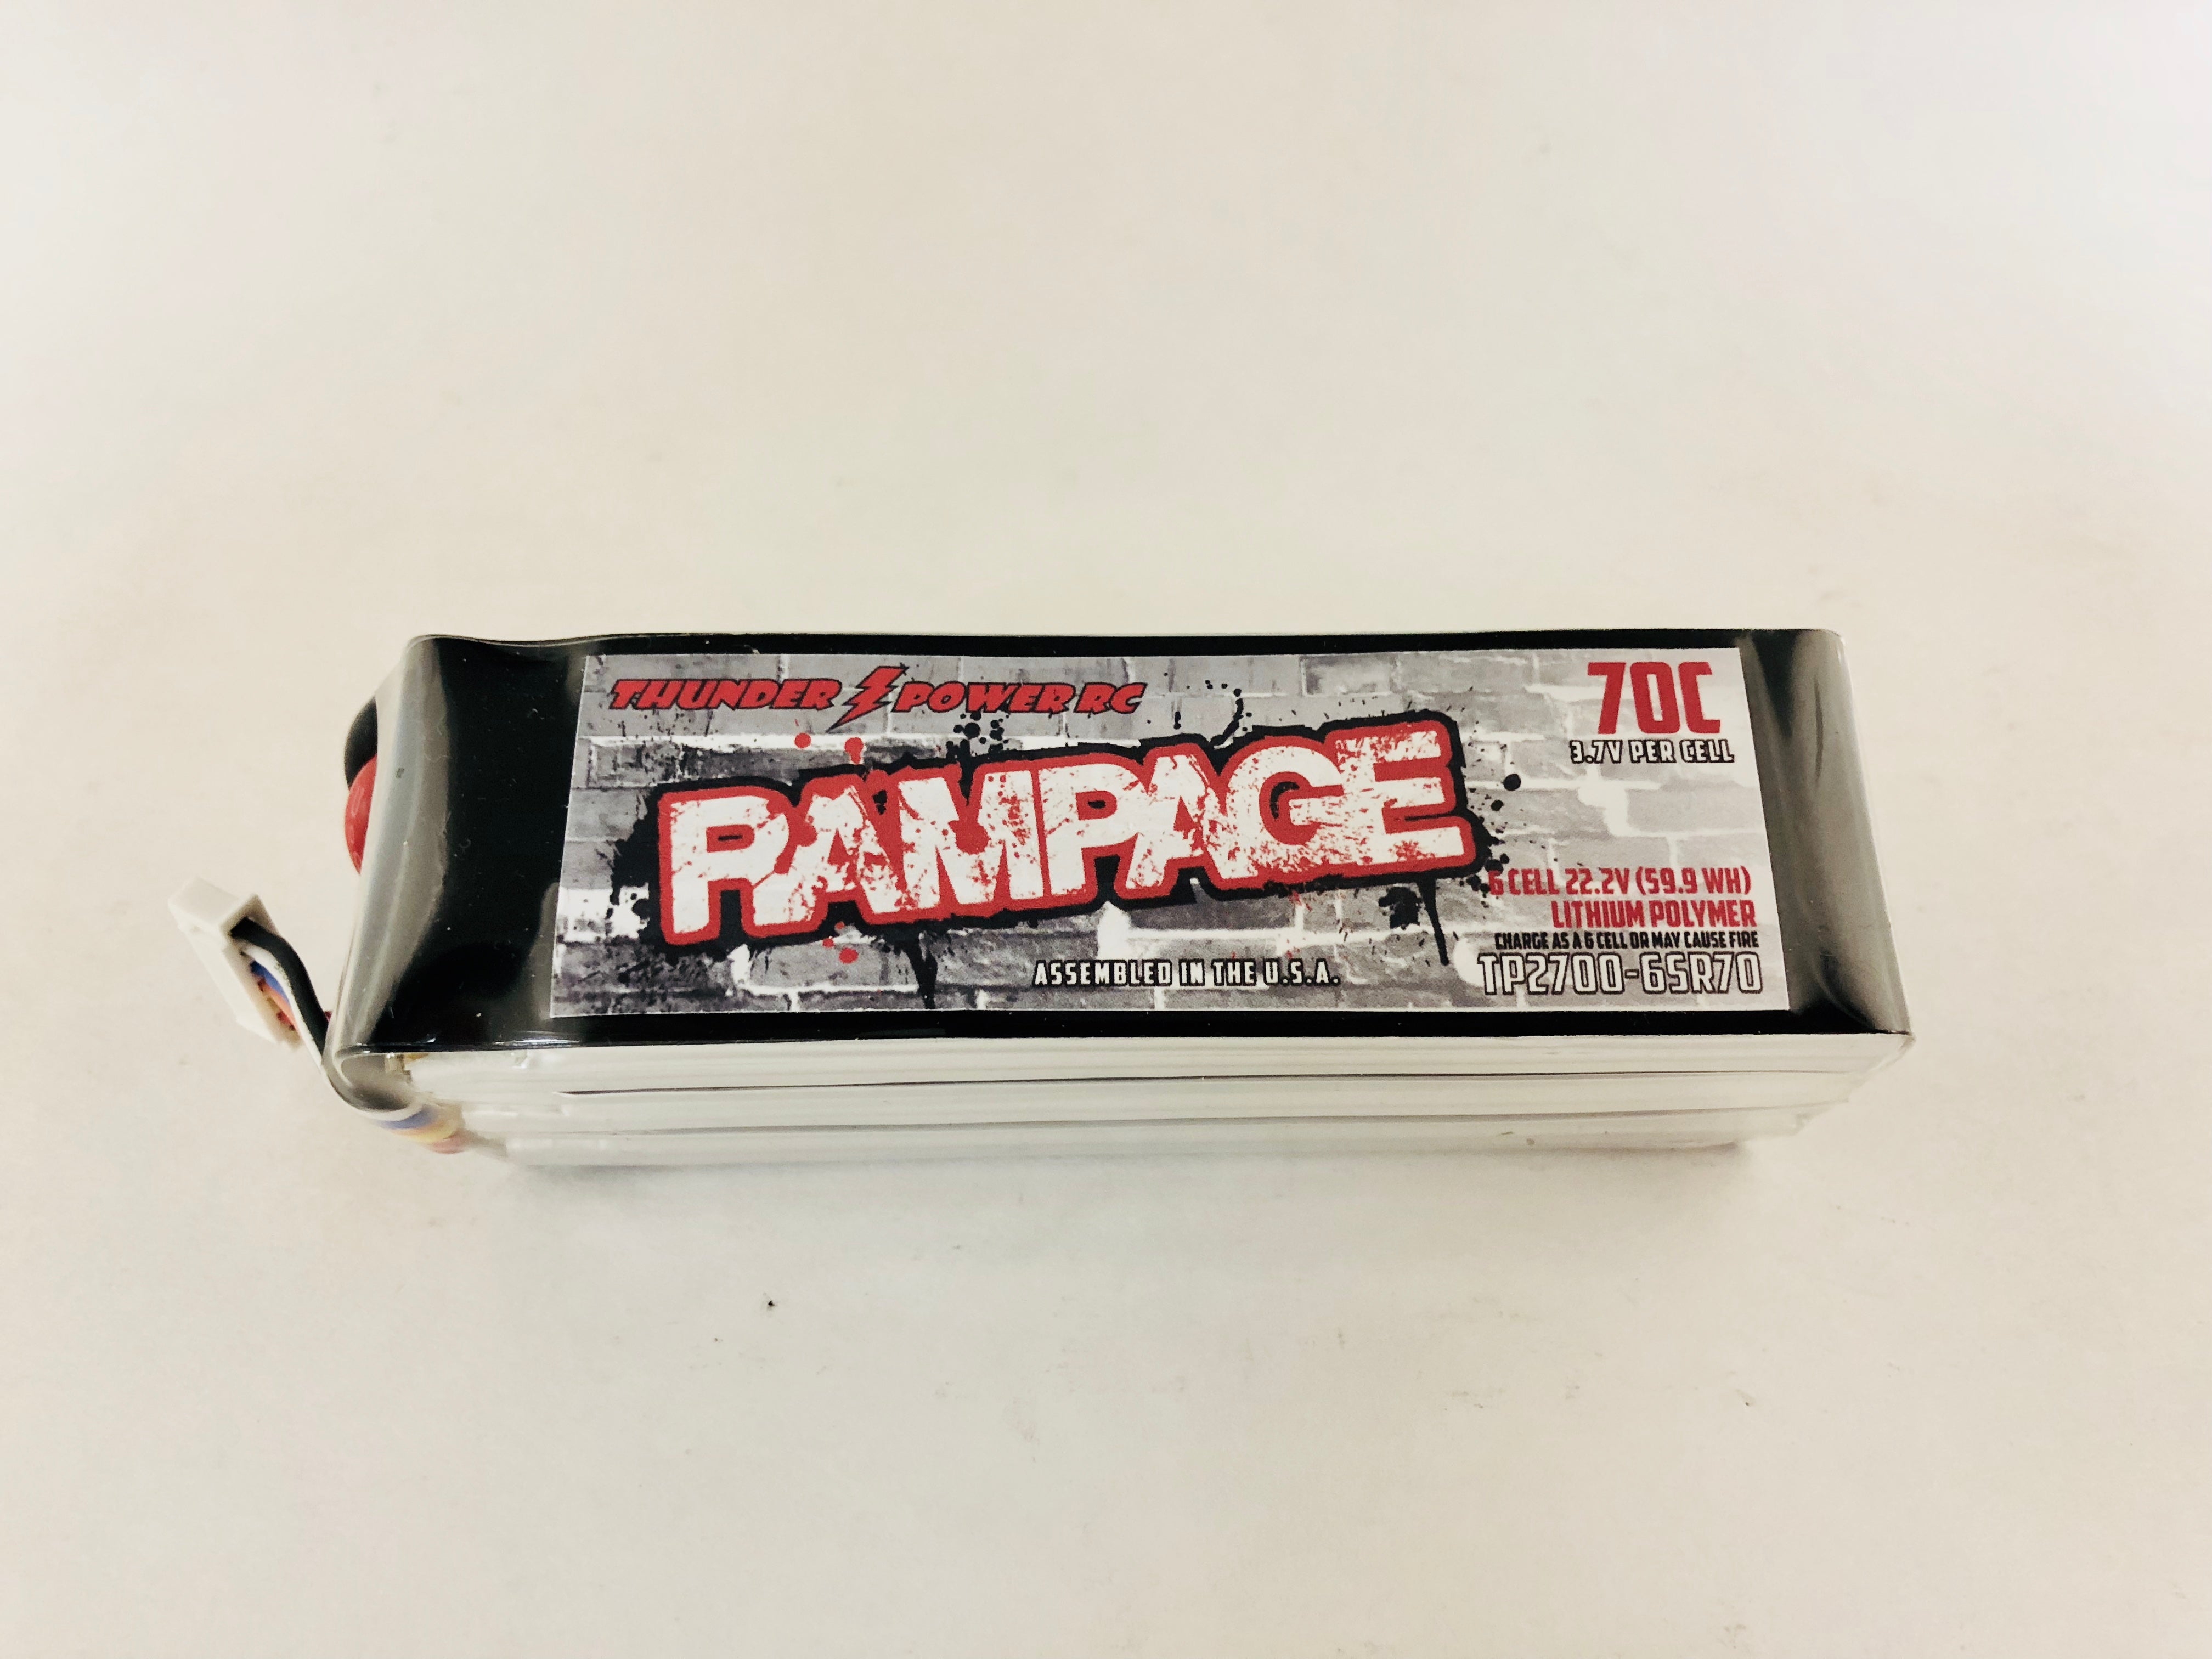 THUNDER POWER RC
70C
3.7V PER CELL
RAMPAGE
6 CELL 22.2V (59.9 WH)
LITHIUM POLYMER
CHARGE AS A 6 CELL OR MAY CAUSE FIRE
ASSEMBLED IN THE U.S.A.
TP2700-6SR70